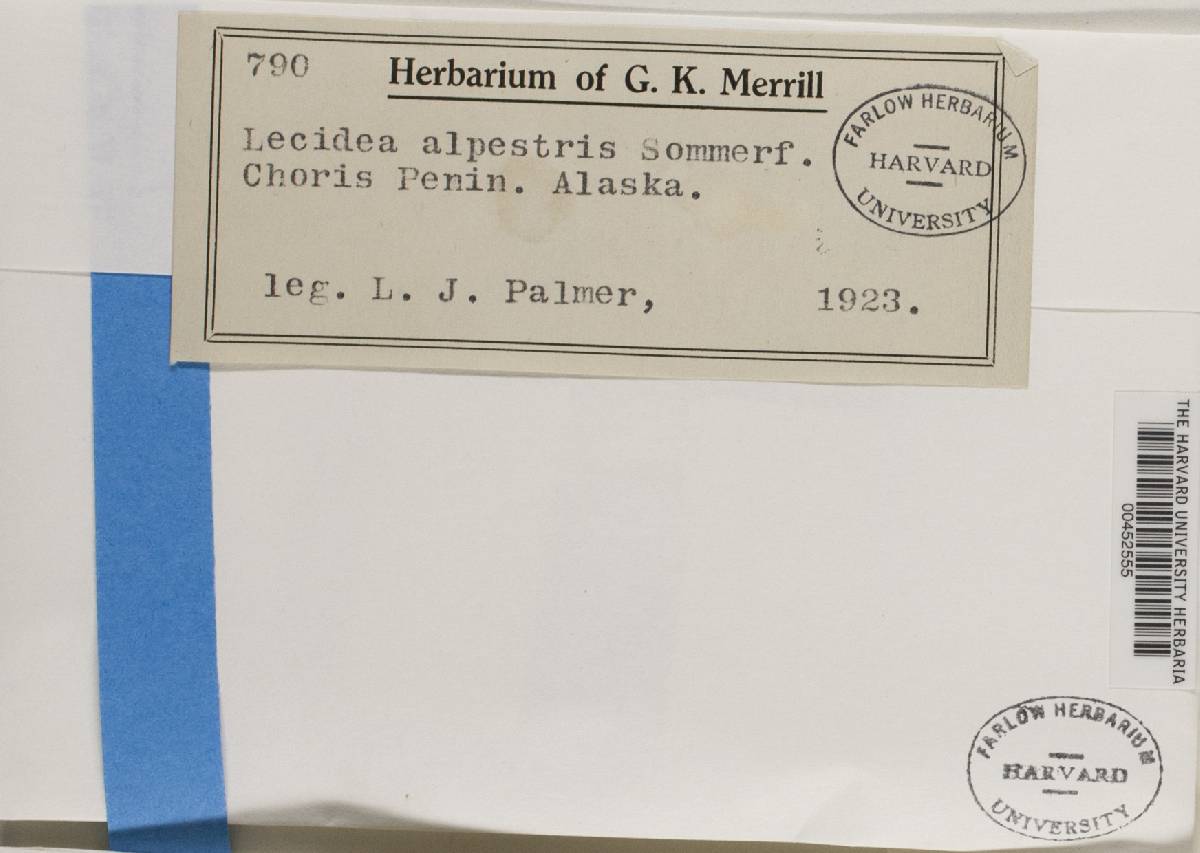 790
Herbarium of G. K. Merrill
Lecidea alpestris Sommerf.
Choris Penin. Alaska.
leg. L. J. Palmer, 1923.
FARLOW HERBARIUM
HARVARD
UNIVERSITY
THE HARVARD UNIVERSITY HERBARIA
00452555
FARLOW HERBARIUM
HARVARD
UNIVERSITY